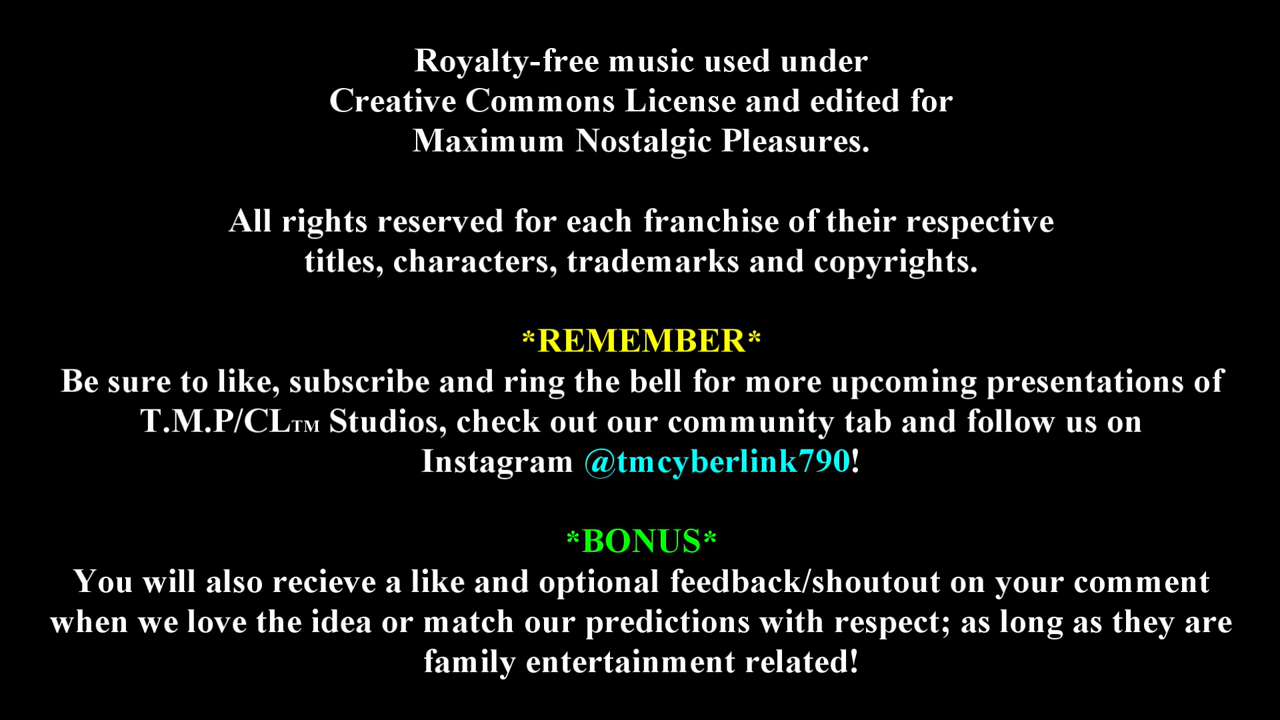 Royalty-free music used under
Creative Commons License and edited for
Maximum Nostalgic Pleasures.
All rights reserved for each franchise of their respective
titles, characters, trademarks and copyrights.
*REMEMBER*
Be sure to like, subscribe and ring the bell for more upcoming presentations of
T.M.P/CL™ Studios, check out our community tab and follow us on
Instagram @tmcyberlink790!
*BONUS*
You will also recieve a like and optional feedback/shoutout on your comment
when we love the idea or match our predictions with respect; as long as they are
family entertainment related!